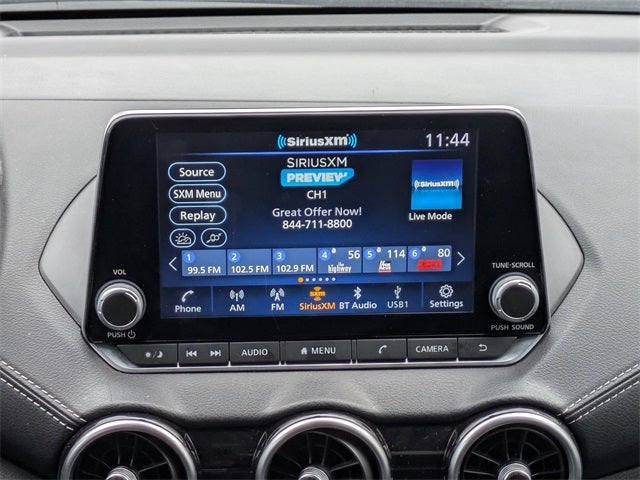 ((SiriusXm))
11:44
Source
SXM Menu
Replay
SIRIUSXM
PREVIEW
CH1
Great Offer Now!
844-711-8800
((SiriusXm))
Live Mode
1 2 3 4 56 5 114 6 80
99.5 FM 102.5 FM 102.9 FM highway
Phone AM FM SiriusXM BT Audio USB1 Settings
VOL
PUSH
TUNE·SCROLL
PUSH SOUND
AUDIO MENU CAMERA